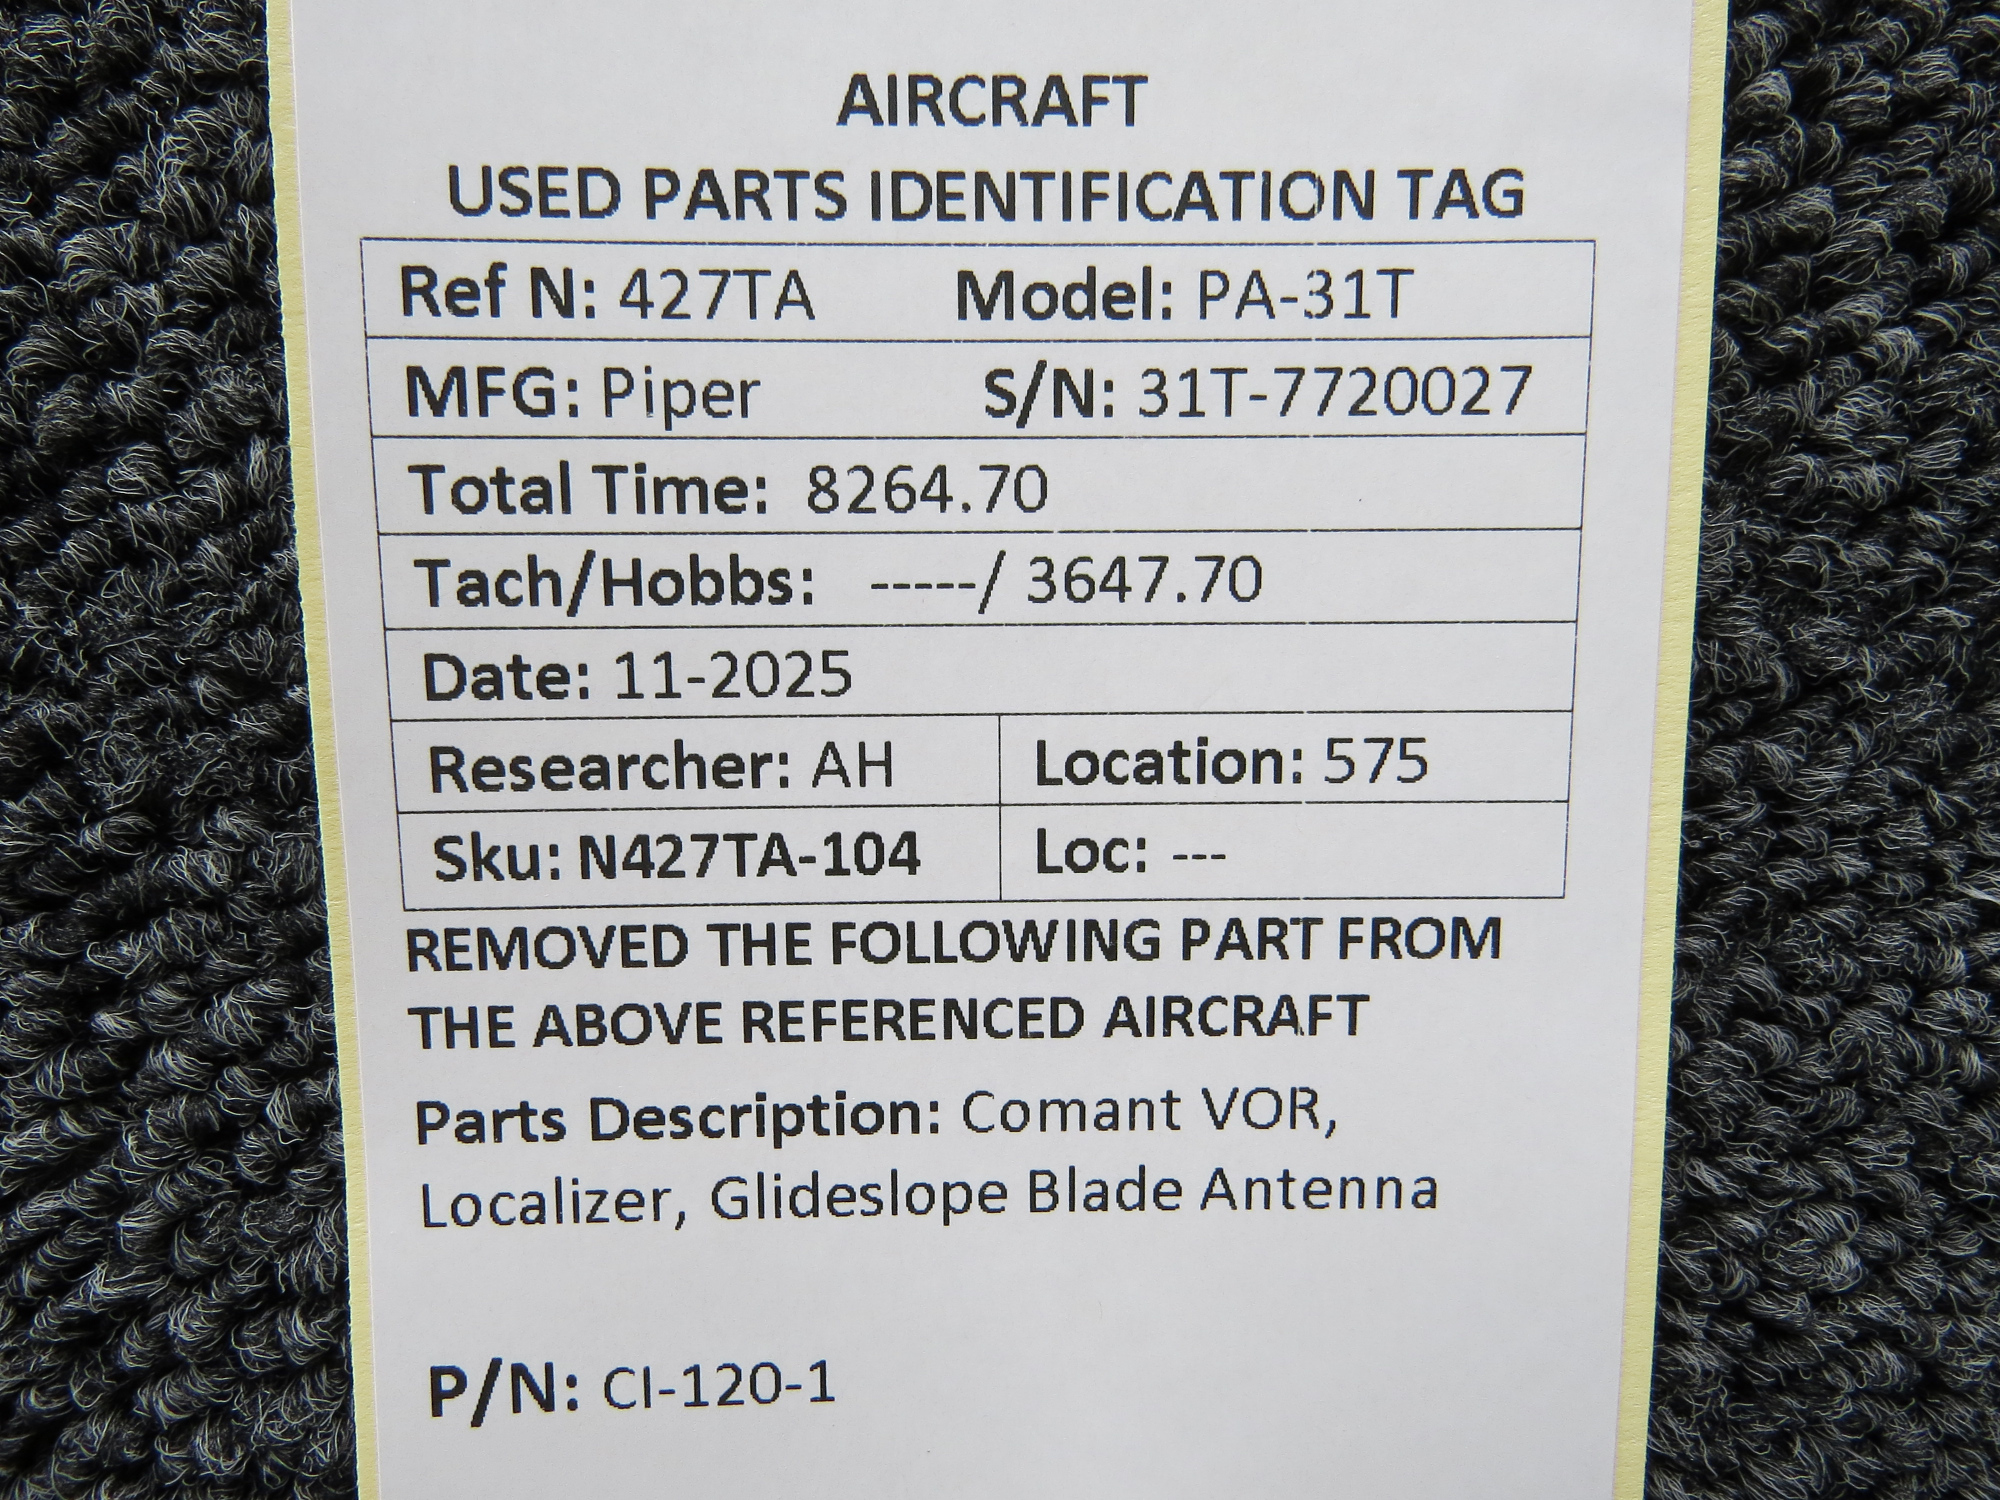 AIRCRAFT
USED PARTS IDENTIFICATION TAG
Ref N: 427TA Model: PA-31T
MFG: Piper S/N: 31T-7720027
Total Time: 8264.70
Tach/Hobbs: -----/ 3647.70
Date: 11-2025
Researcher: AH Location: 575
Sku: N427TA-104 Loc: ---
REMOVED THE FOLLOWING PART FROM
THE ABOVE REFERENCED AIRCRAFT
Parts Description: Comant VOR,
Localizer, Glideslope Blade Antenna
P/N: CI-120-1